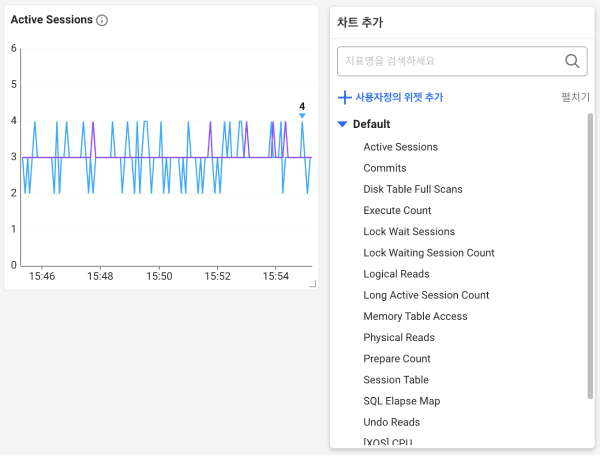 Active Sessions
6
5
4
3
2
1
0
4
15:46 15:48 15:50 15:52 15:54
차트 추가
지표명을 검색하세요
사용자정의 위젯 추가 펼치기
Default
Active Sessions
Commits
Disk Table Full Scans
Execute Count
Lock Wait Sessions
Lock Waiting Session Count
Logical Reads
Long Active Session Count
Memory Table Access
Physical Reads
Prepare Count
Session Table
SQL Elapse Map
Undo Reads
[XOS] CPU